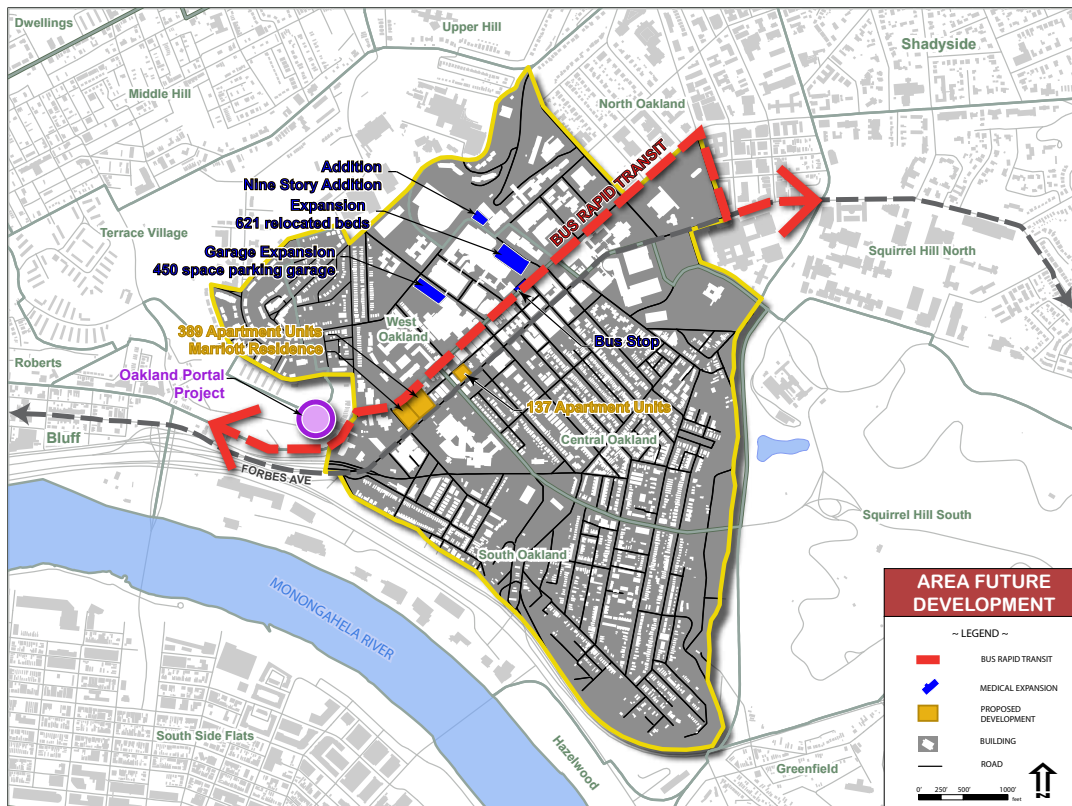 Dwellings
Upper Hill
Shadyside
Middle Hill
North Oakland
Addition
Nine Story Addition
Expansion
621 relocated beds
BUS RAPID TRANSIT
Terrace Village
Garage Expansion
450 space parking garage
Squirrel Hill North
389 Apartment Units
Marrlott Residence
West
Oakland
Bus Stop
Roberts
Oakland Portal
Project
137 Apartment Units
Bluff
Central Oakland
FORBES AVE
Squirrel Hill South
South Oakland
MONONGAHELA RIVER
South Side Flats
Hazelwood
Greenfield
AREA FUTURE
DEVELOPMENT
~ LEGEND ~
BUS RAPID TRANSIT
MEDICAL EXPANSION
PROPOSED
DEVELOPMENT
BUILDING
ROAD
0' 250' 500' 1000'
feet
N